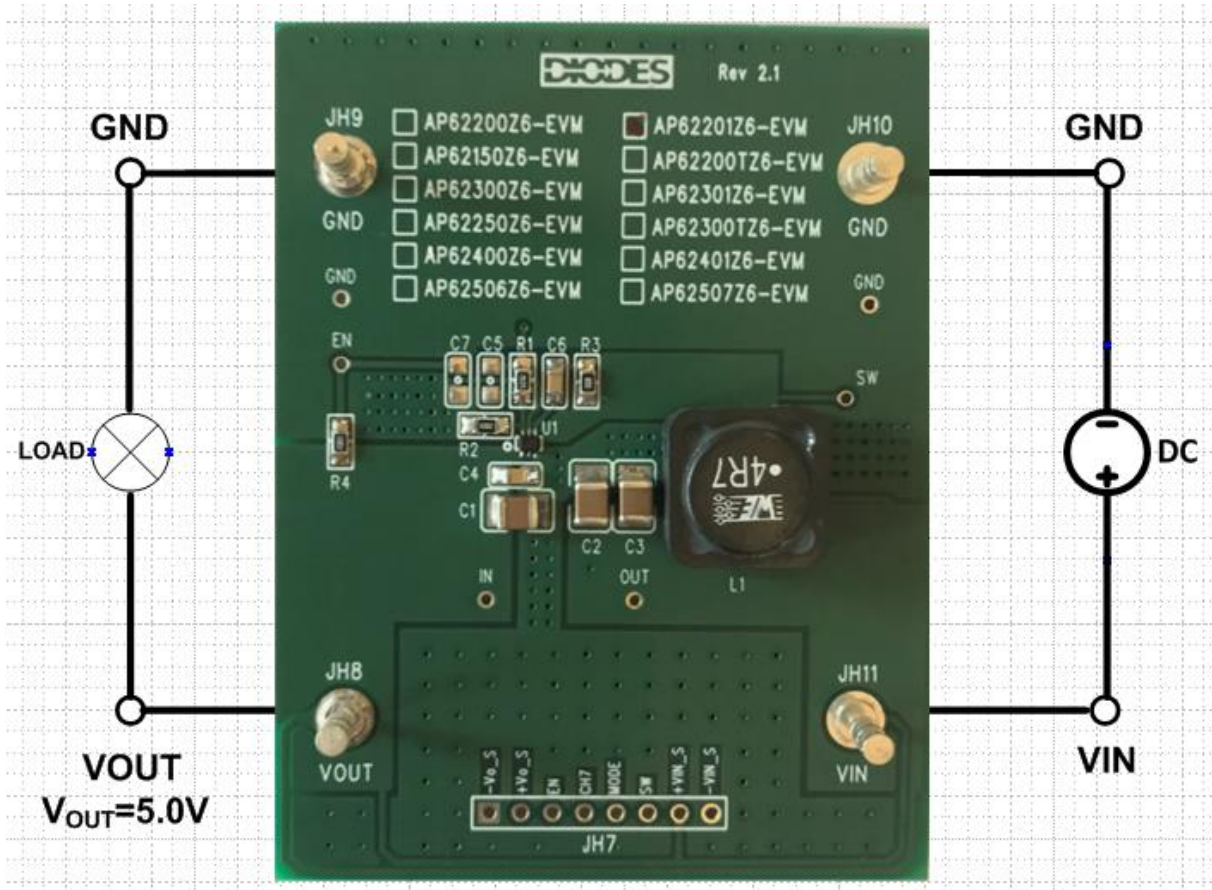 DIODES Rev 2.1
GND
JH9
AP62200Z6-EVM
AP62150Z6-EVM
AP62300Z6-EVM
AP62250Z6-EVM
AP62400Z6-EVM
AP62506Z6-EVM
AP62201Z6-EVM
AP62200TZ6-EVM
AP62301Z6-EVM
AP62300TZ6-EVM
AP62401Z6-EVM
AP62507Z6-EVM
JH10
GND
GND
GND
GND
GND
EN
C7 C5 R1 C6 R3
SW
LOAD
R4
R2
U1
C4
C1
C2 C3
4R7
WE
L1
DC
IN
OUT
JH8
VOUT
JH11
VIN
VOUT
VOUT=5.0V
VIN
-Vo_S
+Vo_S
EN
CH7
MODE
SW
+VIN_S
-VIN_S
JH7